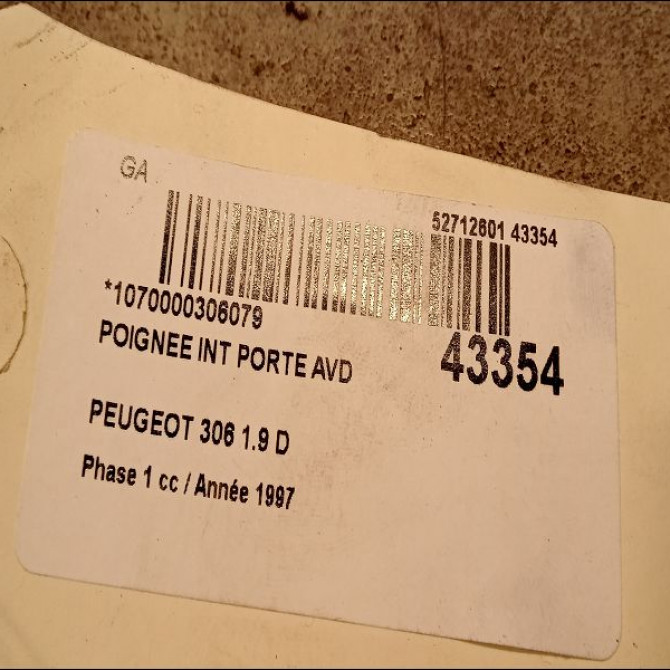 GA
52712601 43354
*1070000306079
43354
POIGNEE INT PORTE AVD
PEUGEOT 306 1.9 D
Phase 1 cc / Année 1997